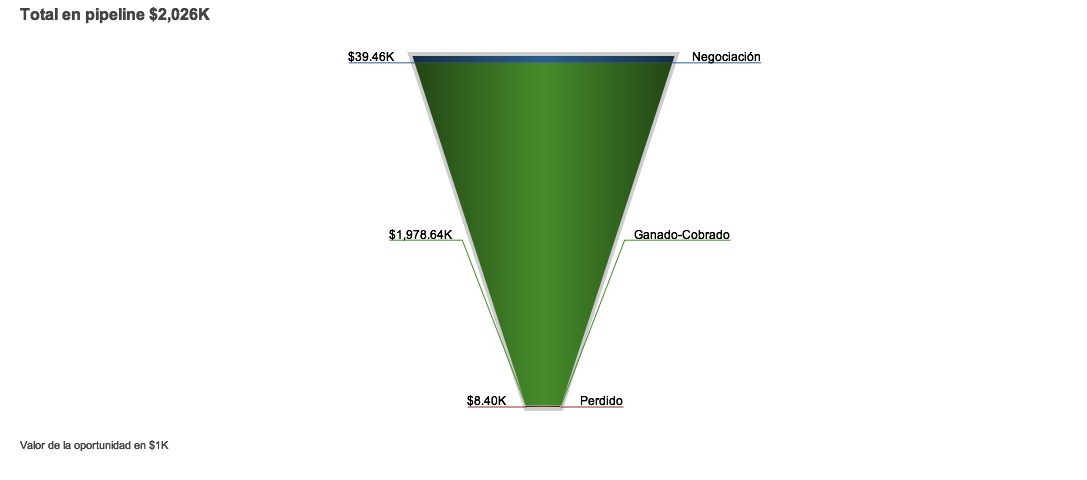 Total en pipeline $2,026K
$39.46K Negociación
$1,978.64K Ganado-Cobrado
$8.40K Perdido
Valor de la oportunidad en $1K